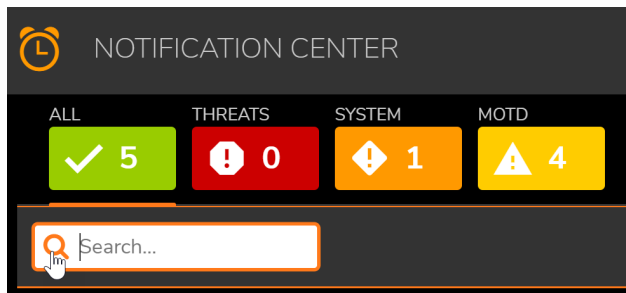 NOTIFICATION CENTER
ALL THREATS SYSTEM MOTD
5 0 1 4
Search...